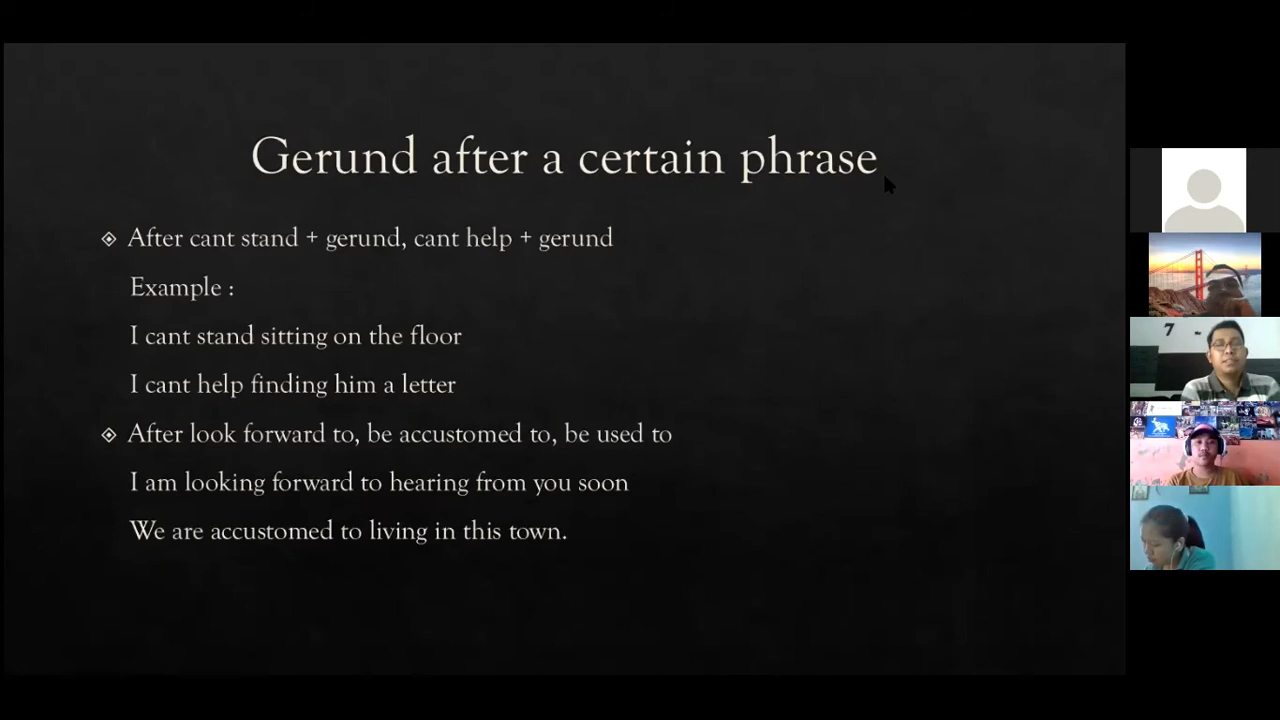 Gerund after a certain phrase
After cant stand + gerund, cant help + gerund
Example :
I cant stand sitting on the floor
I cant help finding him a letter
After look forward to, be accustomed to, be used to
I am looking forward to hearing from you soon
We are accustomed to living in this town.
7